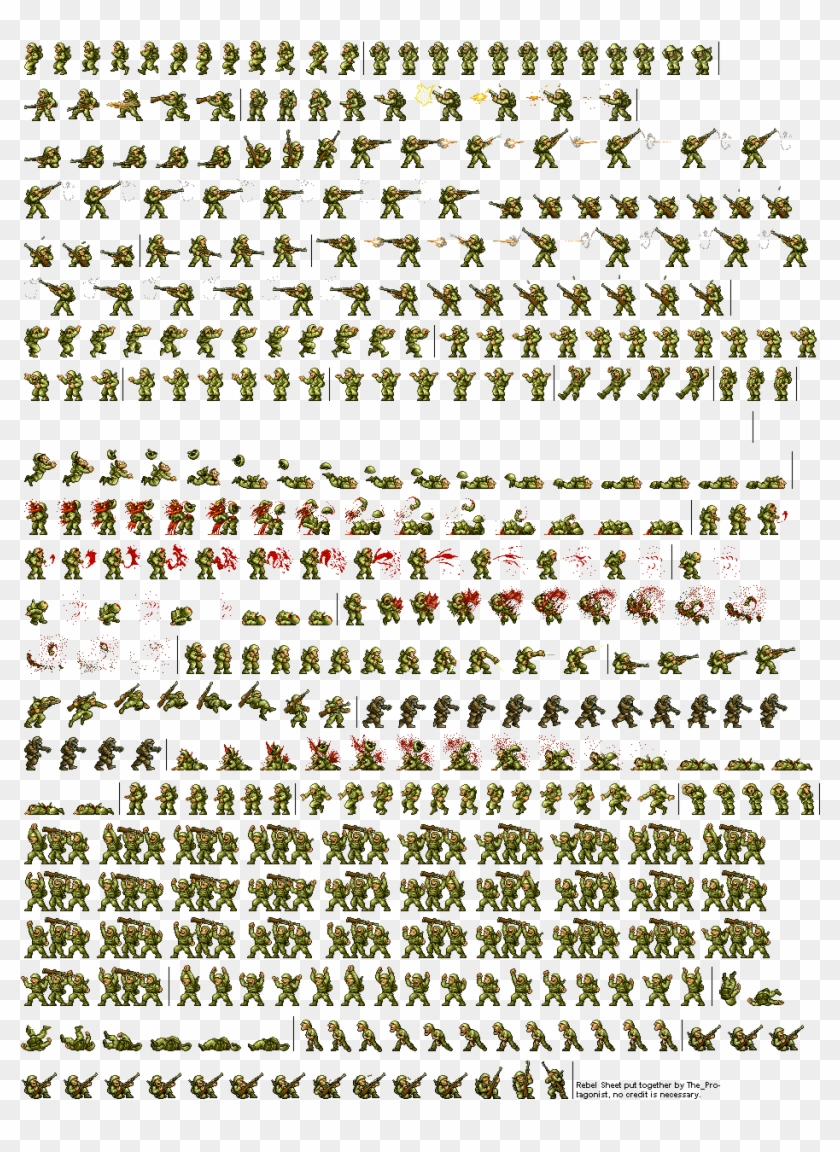 Rebel Sheet put together by The_Pro-
tagonist, no credit is necessary.